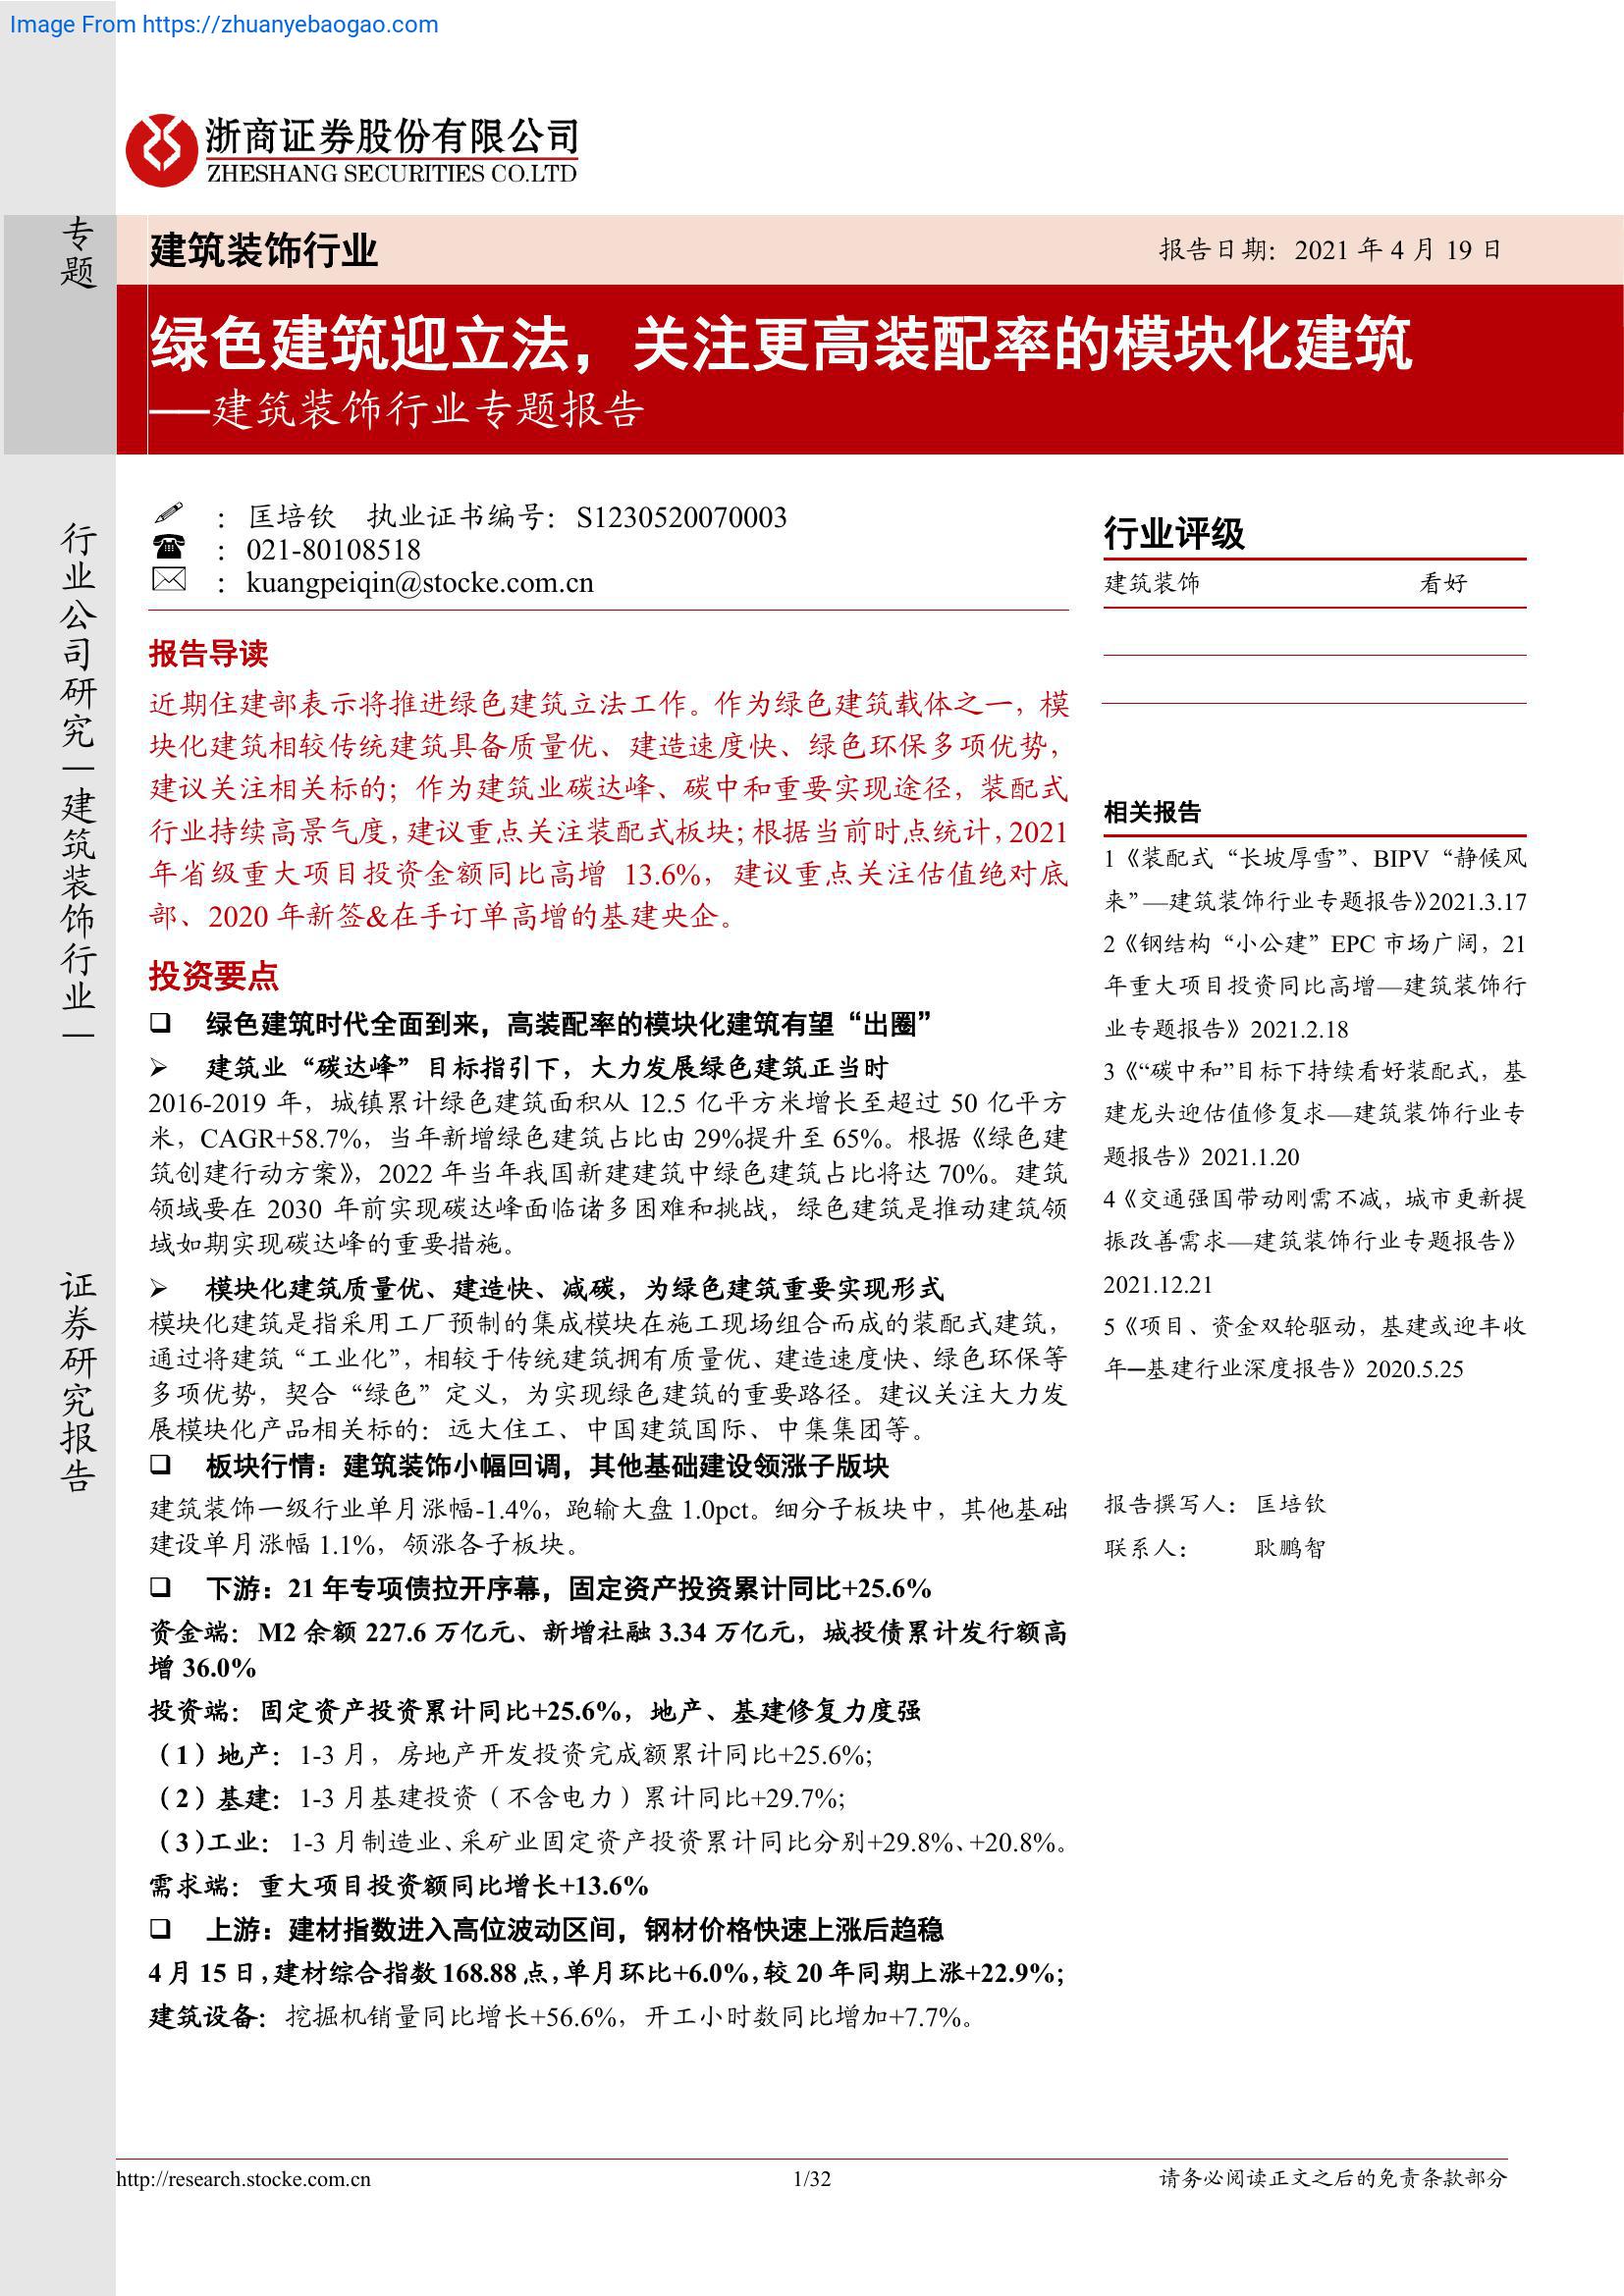 Image From https://zhuanyebaogao.com
浙商证券股份有限公司
ZHESHANG SECURITIES CO.LTD
专题
建筑装饰行业
报告日期：2021 年 4 月 19 日
绿色建筑迎立法，关注更高装配率的模块化建筑
──建筑装饰行业专题报告
行业公司研究│建筑装饰行业│
证券研究报告
：匡培钦 执业证书编号：S1230520070003
：021-80108518
：kuangpeiqin@stocke.com.cn
报告导读
近期住建部表示将推进绿色建筑立法工作。作为绿色建筑载体之一，模
块化建筑相较传统建筑具备质量优、建造速度快、绿色环保多项优势，
建议关注相关标的；作为建筑业碳达峰、碳中和重要实现途径，装配式
行业持续高景气度，建议重点关注装配式板块；根据当前时点统计，2021
年省级重大项目投资金额同比高增 13.6%，建议重点关注估值绝对底
部、2020 年新签&在手订单高增的基建央企。
投资要点
❑ 绿色建筑时代全面到来，高装配率的模块化建筑有望“出圈”
➢ 建筑业“碳达峰”目标指引下，大力发展绿色建筑正当时
2016-2019 年，城镇累计绿色建筑面积从 12.5 亿平方米增长至超过 50 亿平方
米，CAGR+58.7%，当年新增绿色建筑占比由 29%提升至 65%。根据《绿色建
筑创建行动方案》，2022 年当年我国新建建筑中绿色建筑占比将达 70%。建筑
领域要在 2030 年前实现碳达峰面临诸多困难和挑战，绿色建筑是推动建筑领
域如期实现碳达峰的重要措施。
➢ 模块化建筑质量优、建造快、减碳，为绿色建筑重要实现形式
模块化建筑是指采用工厂预制的集成模块在施工现场组合而成的装配式建筑，
通过将建筑“工业化”，相较于传统建筑拥有质量优、建造速度快、绿色环保等
多项优势，契合“绿色”定义，为实现绿色建筑的重要路径。建议关注大力发
展模块化产品相关标的：远大住工、中国建筑国际、中集集团等。
❑ 板块行情：建筑装饰小幅回调，其他基础建设领涨子版块
建筑装饰一级行业单月涨幅-1.4%，跑输大盘 1.0pct。细分子板块中，其他基础
建设单月涨幅 1.1%，领涨各子板块。
❑ 下游：21 年专项债拉开序幕，固定资产投资累计同比+25.6%
资金端：M2 余额 227.6 万亿元、新增社融 3.34 万亿元，城投债累计发行额高
增 36.0%
投资端：固定资产投资累计同比+25.6%，地产、基建修复力度强
（1）地产：1-3 月，房地产开发投资完成额累计同比+25.6%；
（2）基建：1-3 月基建投资（不含电力）累计同比+29.7%；
（3）工业：1-3 月制造业、采矿业固定资产投资累计同比分别+29.8%、+20.8%。
需求端：重大项目投资额同比增长+13.6%
❑ 上游：建材指数进入高位波动区间，钢材价格快速上涨后趋稳
4 月 15 日，建材综合指数 168.88 点，单月环比+6.0%，较 20 年同期上涨+22.9%；
建筑设备：挖掘机销量同比增长+56.6%，开工小时数同比增加+7.7%。
行业评级
建筑装饰 看好
相关报告
1《装配式“长坡厚雪”、BIPV“静候风
来”—建筑装饰行业专题报告》2021.3.17
2《钢结构“小公建”EPC 市场广阔，21
年重大项目投资同比高增—建筑装饰行
业专题报告》2021.2.18
3《“碳中和”目标下持续看好装配式，基
建龙头迎估值修复求—建筑装饰行业专
题报告》2021.1.20
4《交通强国带动刚需不减，城市更新提
振改善需求—建筑装饰行业专题报告》
2021.12.21
5《项目、资金双轮驱动，基建或迎丰收
年—基建行业深度报告》2020.5.25
报告撰写人：匡培钦
联系人：耿鹏智
http://research.stocke.com.cn
1/32
请务必阅读正文之后的免责条款部分